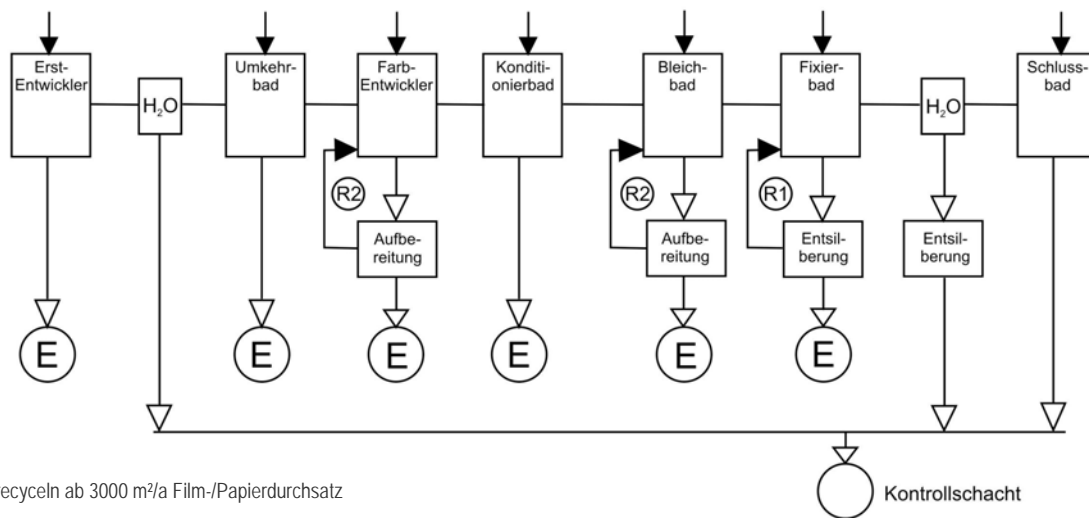 Erst-
Entwickler
H₂O
Umkehr-
bad
Farb-
Entwickler
Konditi-
onierbad
Bleich-
bad
Fixier-
bad
H₂O
Schluss-
bad
R2
R2
R1
Aufbe-
reitung
Aufbe-
reitung
Entsil-
berung
Entsil-
berung
E
E
E
E
E
E
ecyceln ab 3000 m²/a Film-/Papierdurchsatz
Kontrollschacht